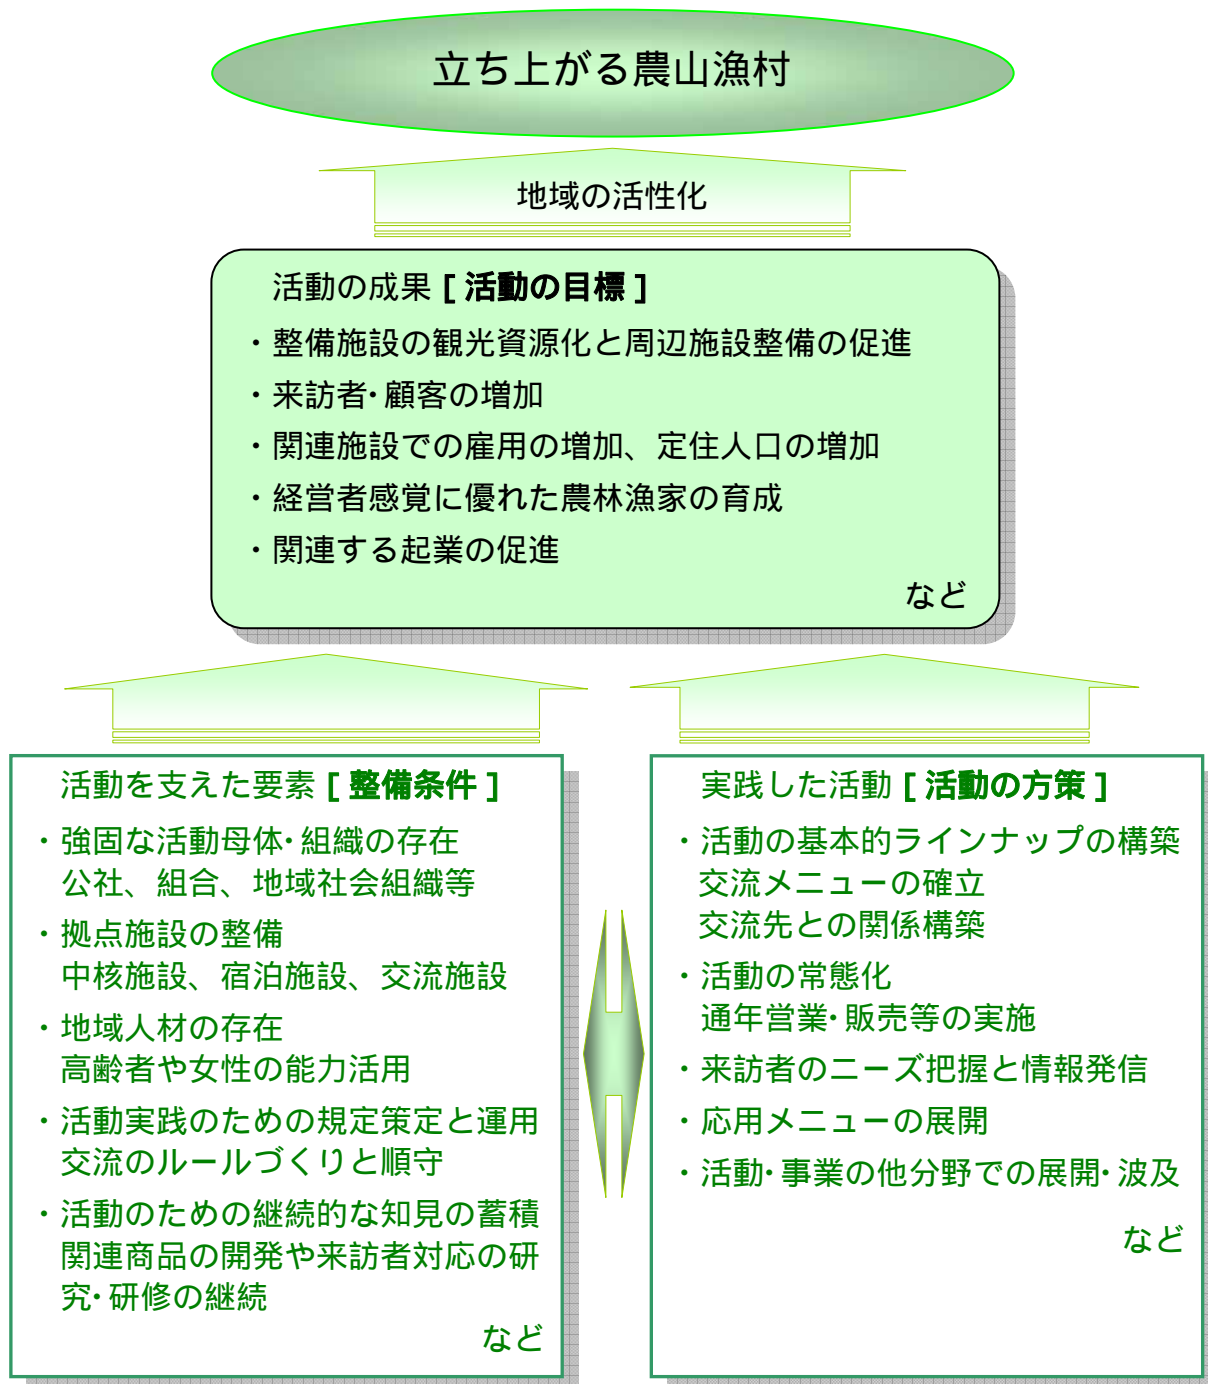 立ち上がる農山漁村
地域の活性化
活動の成果 [ 活動の目標 ]
・整備施設の観光資源化と周辺施設整備の促進
・来訪者・顧客の増加
・関連施設での雇用の増加、定住人口の増加
・経営者感覚に優れた農林漁家の育成
・関連する起業の促進
など
活動を支えた要素 [ 整備条件 ]
・強固な活動母体・組織の存在
公社、組合、地域社会組織等
・拠点施設の整備
中核施設、宿泊施設、交流施設
・地域人材の存在
高齢者や女性の能力活用
・活動実践のための規定策定と運用
交流のルールづくりと順守
・活動のための継続的な知見の蓄積
関連商品の開発や来訪者対応の研
究・研修の継続
など
実践した活動 [ 活動の方策 ]
・活動の基本的ラインナップの構築
交流メニューの確立
交流先との関係構築
・活動の常態化
通年営業・販売等の実施
・来訪者のニーズ把握と情報発信
・応用メニューの展開
・活動・事業の他分野での展開・波及
など